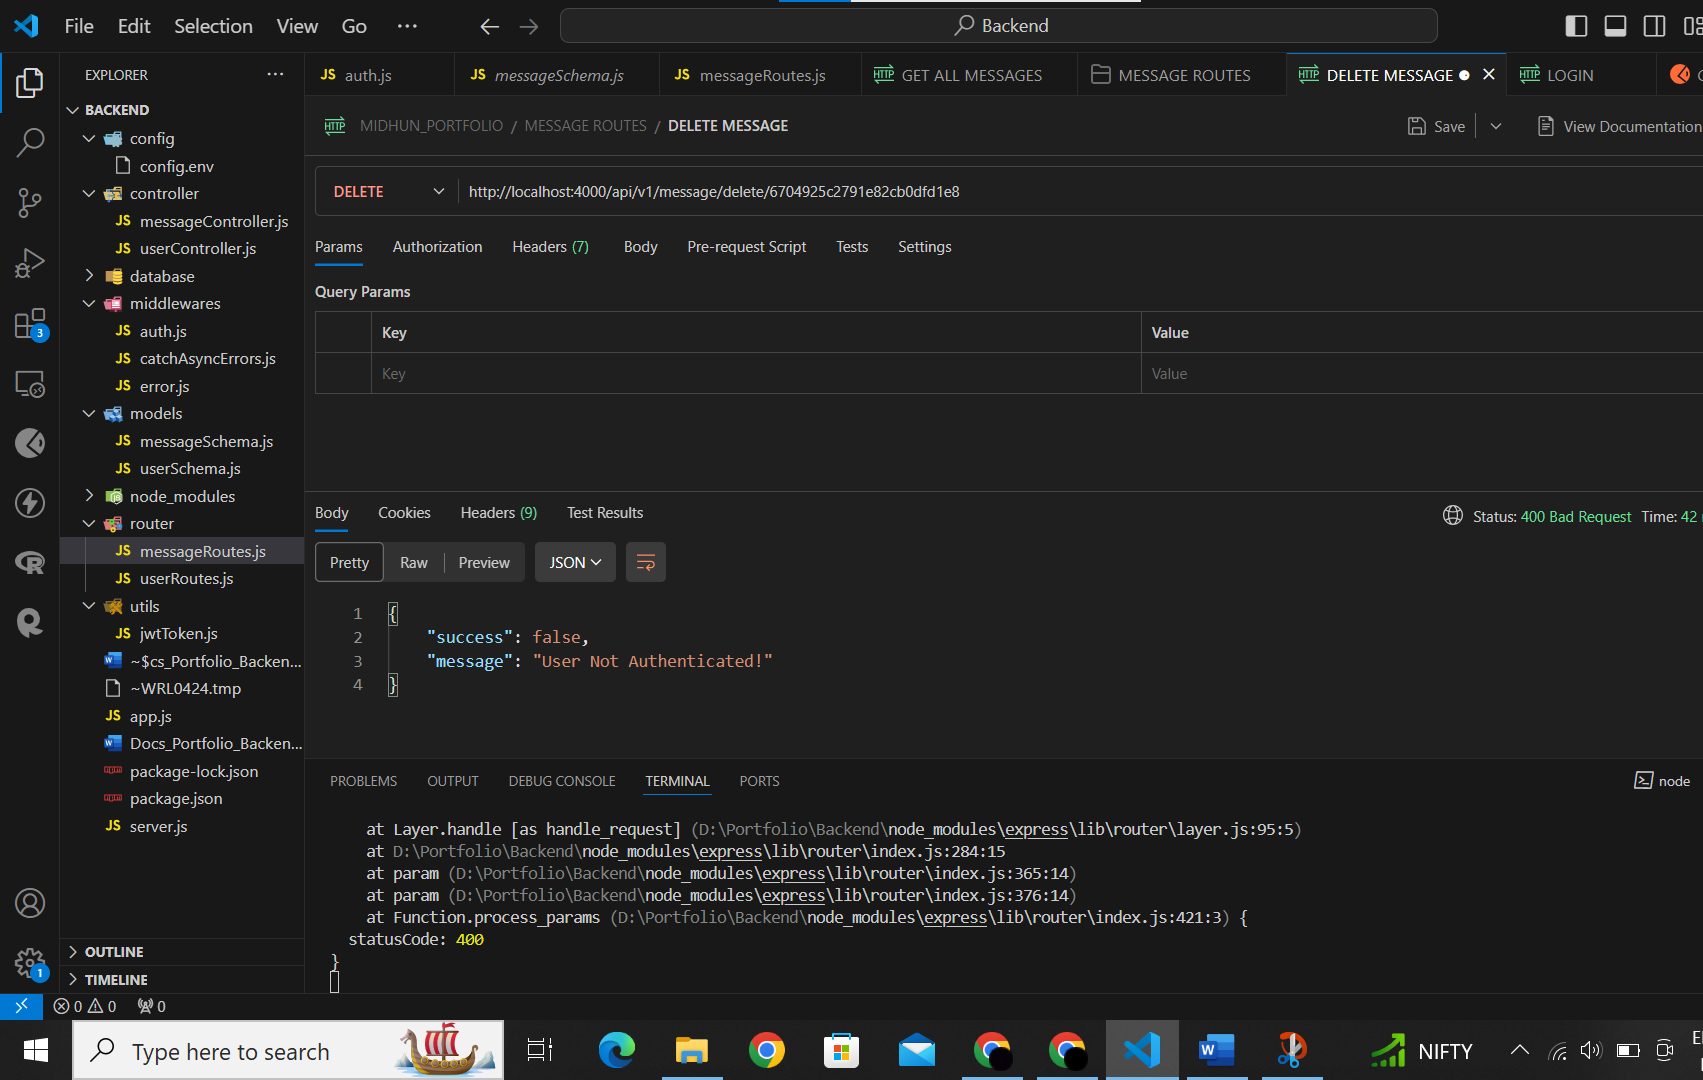 File Edit Selection View Go ··· Backend
EXPLORER ···
BACKEND
config
config.env
controller
messageController.js
userController.js
database
middlewares
auth.js
catchAsyncErrors.js
error.js
models
messageSchema.js
userSchema.js
node_modules
router
messageRoutes.js
userRoutes.js
utils
jwtToken.js
~$cs_Portfolio_Backen...
~WRL0424.tmp
app.js
Docs_Portfolio_Backen...
package-lock.json
package.json
server.js
OUTLINE
TIMELINE
3
1
JS auth.js JS messageSchema.js JS messageRoutes.js HTTP GET ALL MESSAGES MESSAGE ROUTES HTTP DELETE MESSAGE HTTP LOGIN
HTTP MIDHUN_PORTFOLIO / MESSAGE ROUTES / DELETE MESSAGE Save View Documentation
DELETE http://localhost:4000/api/v1/message/delete/6704925c2791e82cb0dfd1e8
Params Authorization Headers (7) Body Pre-request Script Tests Settings
Query Params
Key Value
Key Value
Body Cookies Headers (9) Test Results Status: 400 Bad Request Time: 42
Pretty Raw Preview JSON
1 {
2 "success": false,
3 "message": "User Not Authenticated!"
4 }
PROBLEMS OUTPUT DEBUG CONSOLE TERMINAL PORTS node
at Layer.handle [as handle_request] (D:\Portfolio\Backend\node_modules\express\lib\router\layer.js:95:5)
at D:\Portfolio\Backend\node_modules\express\lib\router\index.js:284:15
at param (D:\Portfolio\Backend\node_modules\express\lib\router\index.js:365:14)
at param (D:\Portfolio\Backend\node_modules\express\lib\router\index.js:376:14)
at Function.process_params (D:\Portfolio\Backend\node_modules\express\lib\router\index.js:421:3) {
statusCode: 400
}
0 0 0
Type here to search NIFTY